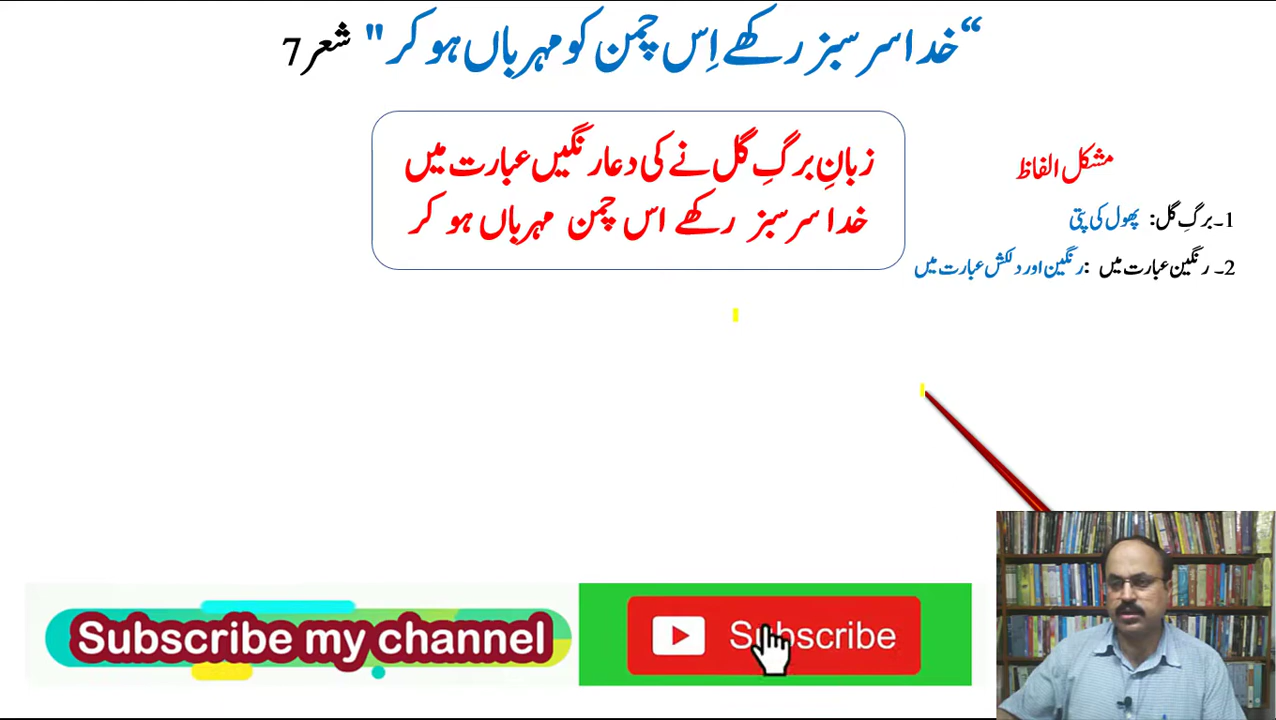 “خدا سرسبز رکھے اِس چمن کو مہرباں ہو کر" شعر 7
زبانِ برگِ گل نے کی دعا رنگیں عبارت میں
خدا سرسبز رکھے اس چمن مہرباں ہو کر
مشکل الفاظ
1۔برگِ گل: پھول کی پتی
2۔ رنگین عبارت میں :رنگین اور دلکش عبارت میں
Subscribe my channel
Subscribe